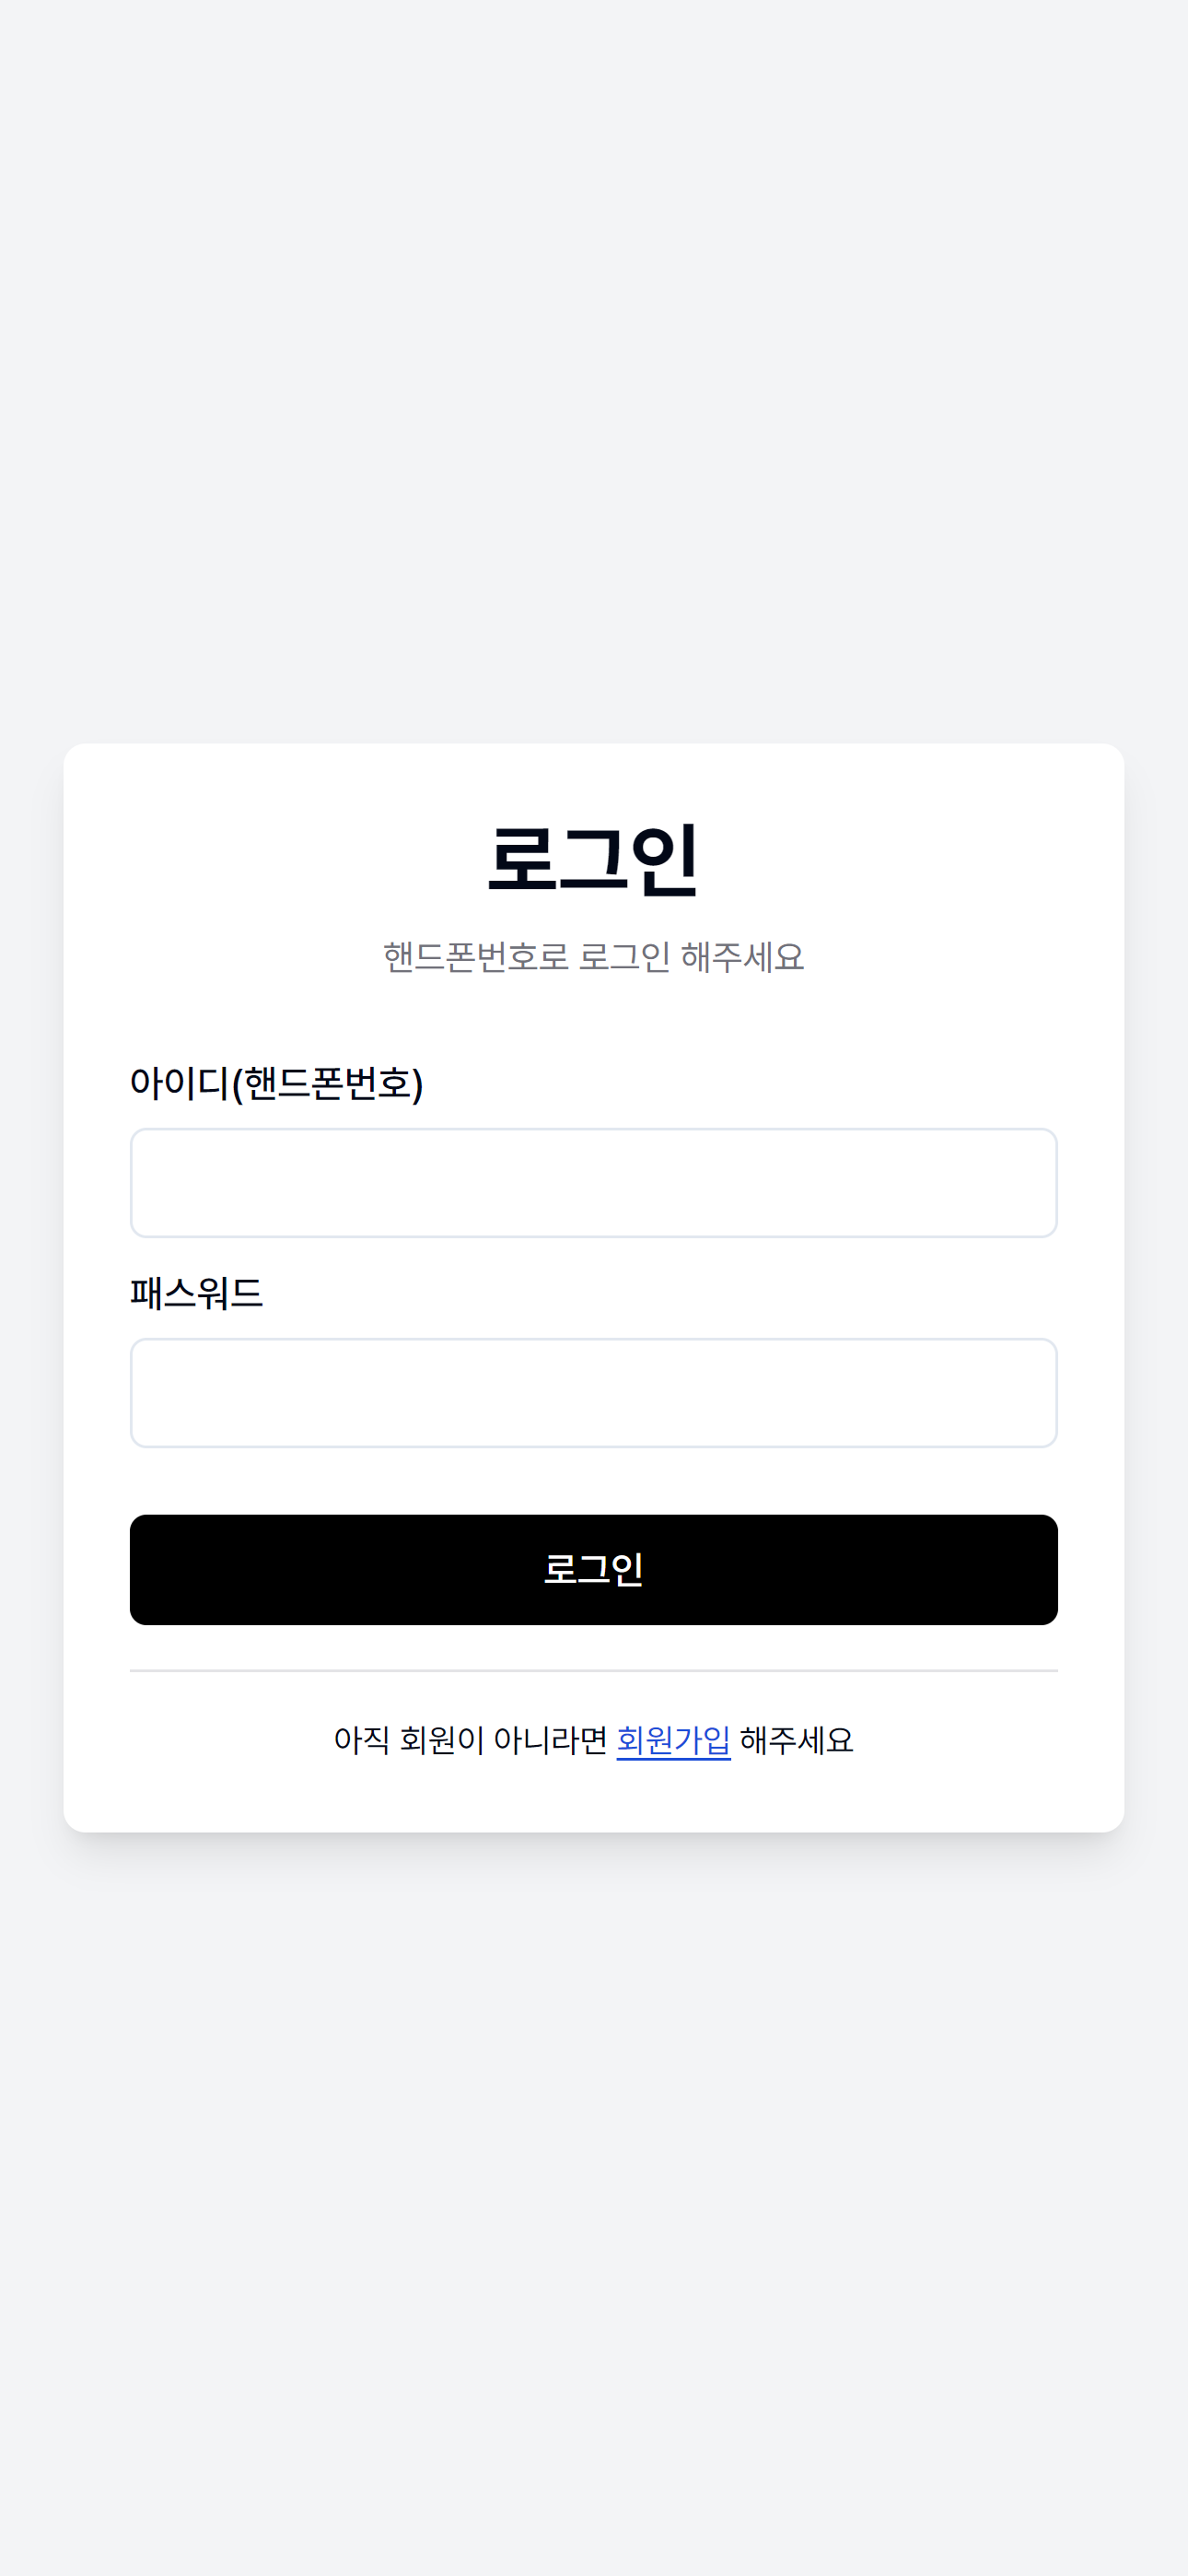 로그인
핸드폰번호로 로그인 해주세요
아이디(핸드폰번호)
패스워드
로그인
아직 회원이 아니라면 회원가입 해주세요